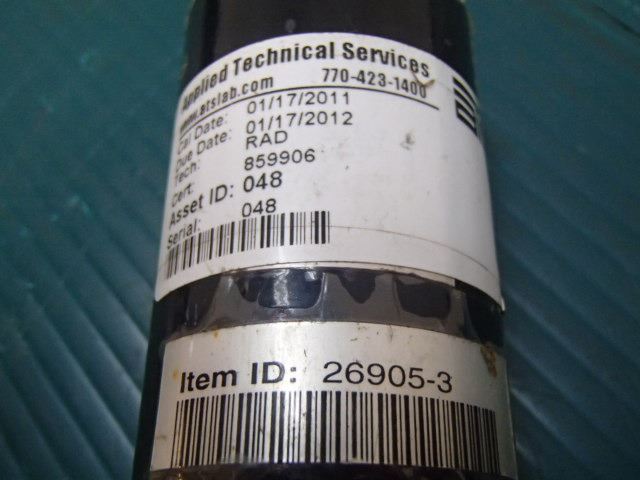 Applied Technical Services
www.atslab.com 770-423-1400
Cal Date: 01/17/2011
Due Date: 01/17/2012
Tech: RAD
Cert: 859906
Asset ID: 048
Serial: 048
Item ID: 26905-3